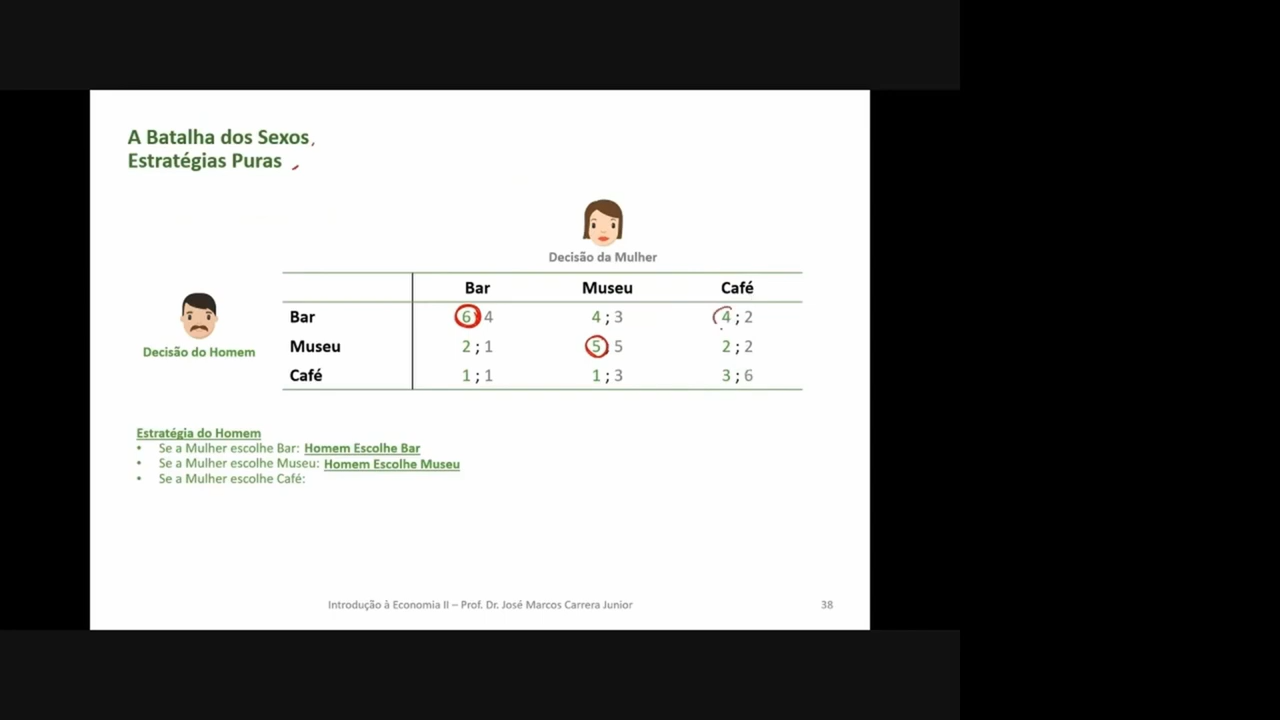 A Batalha dos Sexos
Estratégias Puras
Decisão da Mulher
Bar Museu Café
Bar 6 ; 4 4 ; 3 4 ; 2
Museu 2 ; 1 5 ; 5 2 ; 2
Café 1 ; 1 1 ; 3 3 ; 6
Decisão do Homem
Estratégia do Homem
• Se a Mulher escolhe Bar: Homem Escolhe Bar
• Se a Mulher escolhe Museu: Homem Escolhe Museu
• Se a Mulher escolhe Café:
Introdução à Economia II – Prof. Dr. José Marcos Carrera Junior
38